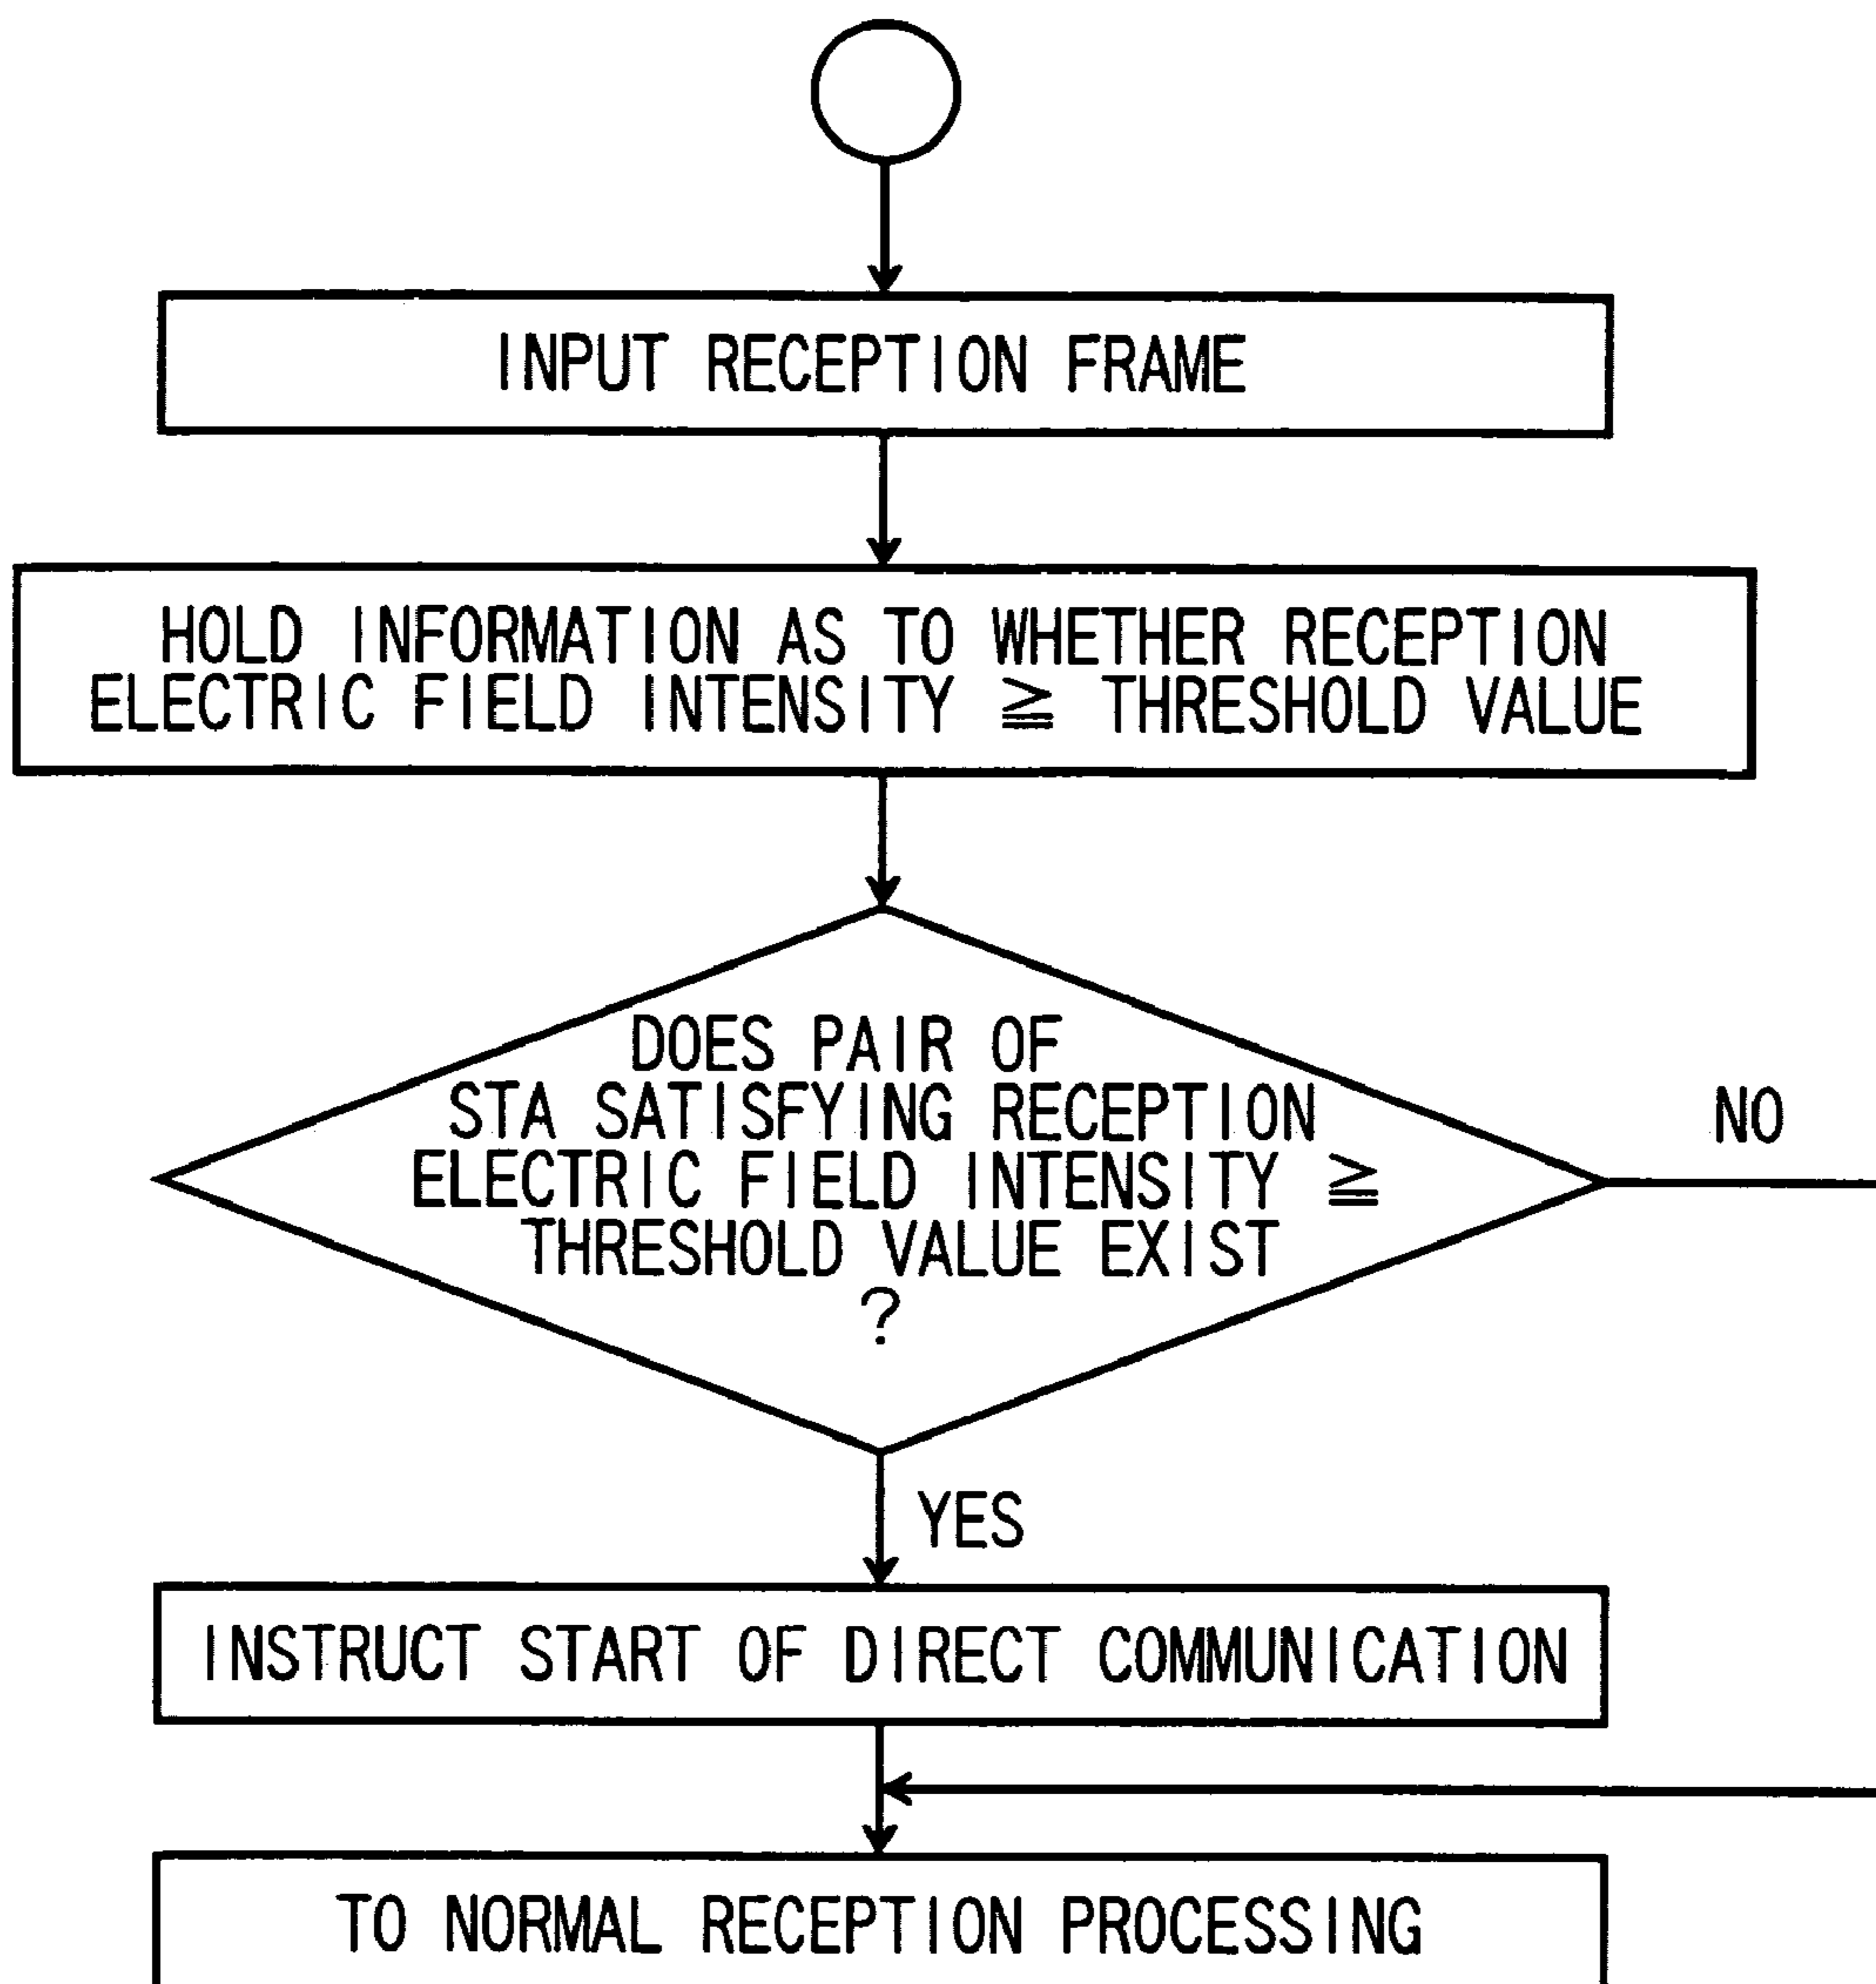 INPUT RECEPTION FRAME
HOLD INFORMATION AS TO WHETHER RECEPTION
ELECTRIC FIELD INTENSITY ≧ THRESHOLD VALUE
DOES PAIR OF
STA SATISFYING RECEPTION
ELECTRIC FIELD INTENSITY ≧
THRESHOLD VALUE EXIST
?
NO
YES
INSTRUCT START OF DIRECT COMMUNICATION
TO NORMAL RECEPTION PROCESSING